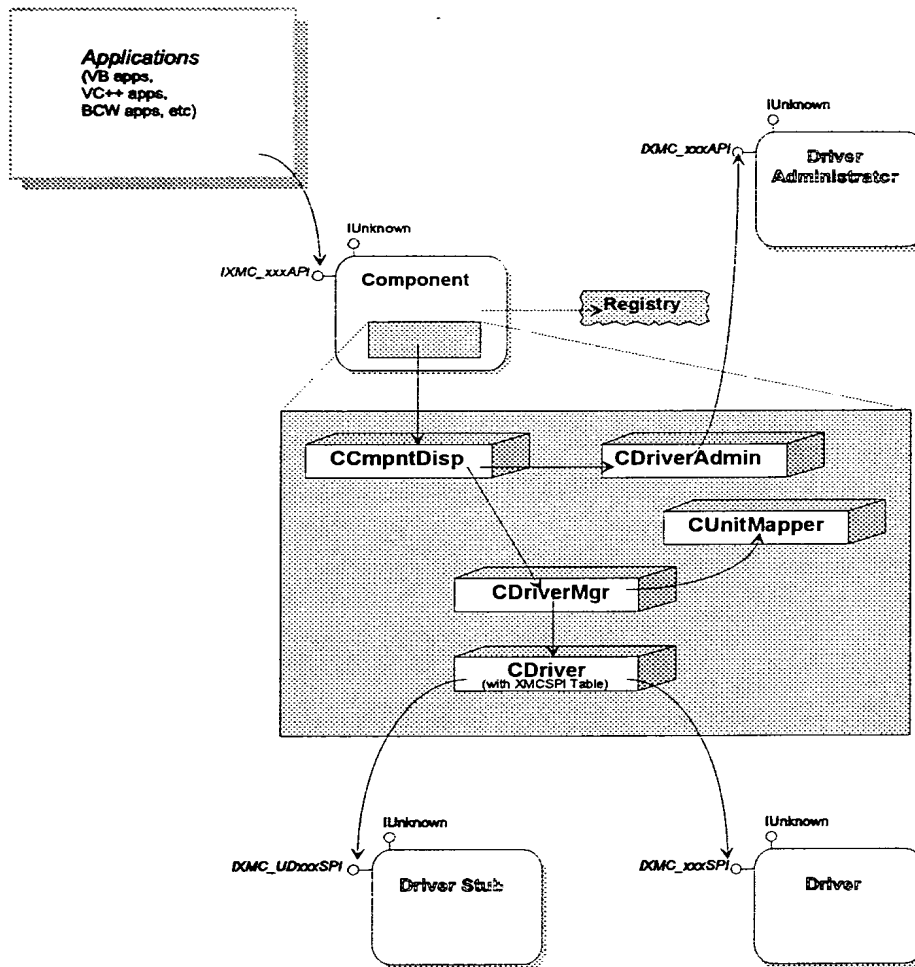 Applications
(VB apps,
VC++ apps,
BCW apps, etc)
IUnknown
IXMC_xxxAPI
Driver
Administrator
IUnknown
IXMC_xxxAPI
Component
Registry
CCmpntDisp
CDriverAdmin
CUnitMapper
CDriverMgr
CDriver
(with XMCSPI Table)
IUnknown
IXMC_UDxxxSPI
Driver Stub
IUnknown
IXMC_xxxSPI
Driver